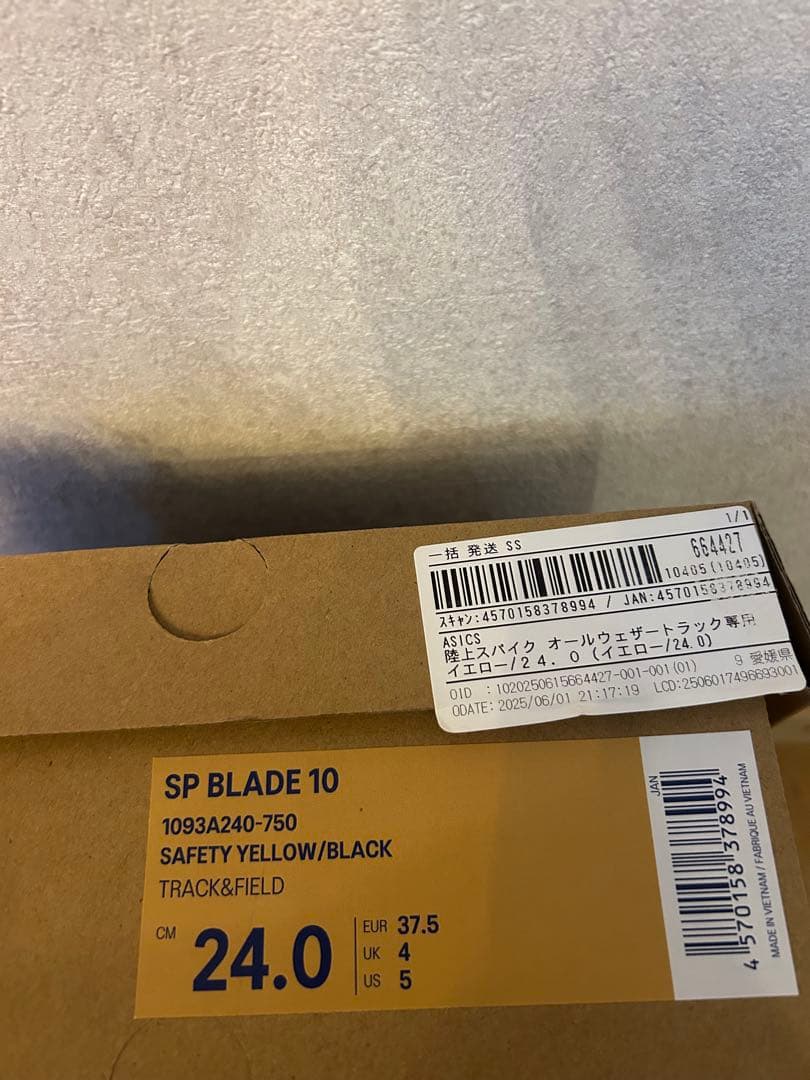 一括 発送 SS
1/1
664427
10405(10405)
スキャン:4570158378994 / JAN:4570158378994
ASICS
陸上スパイク オールウェザートラック専用
イエロー/24.0 (イエロー/24.0)
9 愛媛県
OID :1020250615664427-001-001(01)
ODATE: 2025/06/01 21:17:19 LCD:2506017496693001
SP BLADE 10
1093A240-750
SAFETY YELLOW/BLACK
TRACK&FIELD
CM 24.0
EUR 37.5
UK 4
US 5
JAN
4 570158 378994
MADE IN VIETNAM / FABRIQUE AU VIETNAM